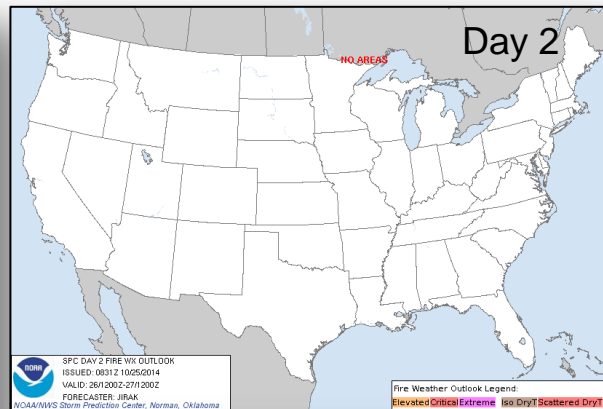 Day 2
NO AREAS
NOAA
SPC DAY 2 FIRE WX OUTLOOK
ISSUED: 0831Z 10/25/2014
VALID: 26/1200Z-27/1200Z
FORECASTER: JIRAK
NOAA/NWS Storm Prediction Center, Norman, Oklahoma
Fire Weather Outlook Legend:
Elevated Critical Extreme Iso DryT Scattered DryT